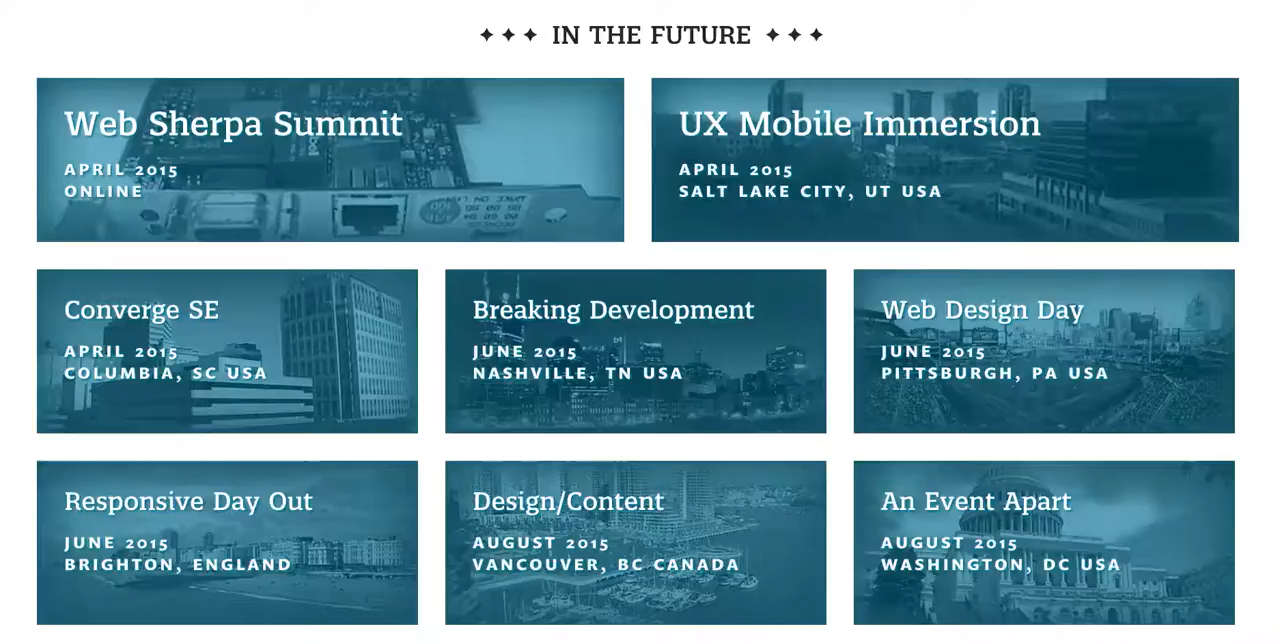 IN THE FUTURE
Web Sherpa Summit
APRIL 2015
ONLINE
UX Mobile Immersion
APRIL 2015
SALT LAKE CITY, UT USA
Converge SE
APRIL 2015
COLUMBIA, SC USA
Breaking Development
JUNE 2015
NASHVILLE, TN USA
Web Design Day
JUNE 2015
PITTSBURGH, PA USA
Responsive Day Out
JUNE 2015
BRIGHTON, ENGLAND
Design/Content
AUGUST 2015
VANCOUVER, BC CANADA
An Event Apart
AUGUST 2015
WASHINGTON, DC USA